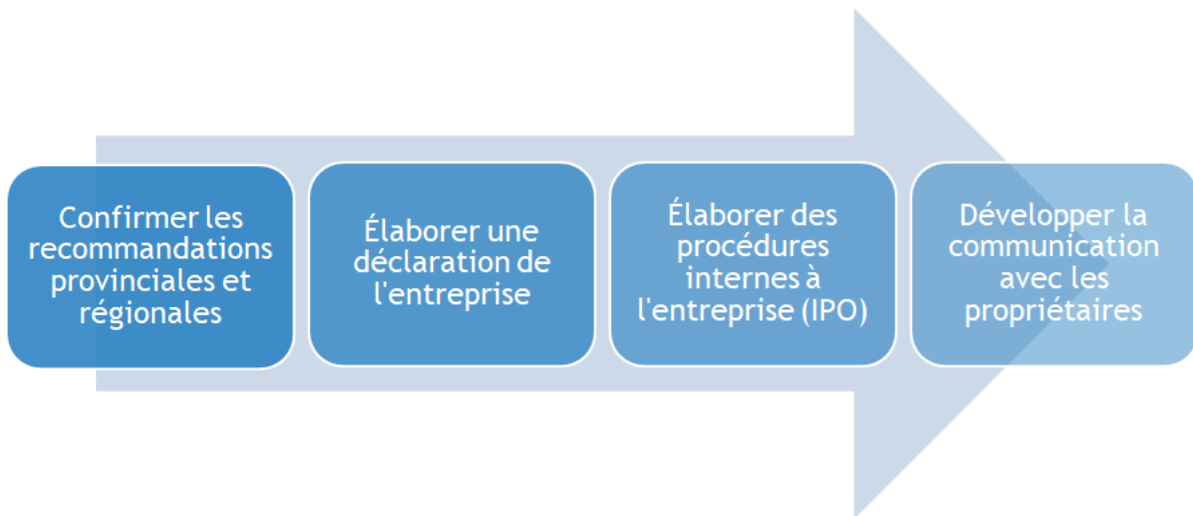 Confirmer les
recommandations
provinciales et
régionales
Élaborer une
déclaration de
l'entreprise
Élaborer des
procédures
internes à
l'entreprise (IPO)
Développer la
communication
avec les
propriétaires